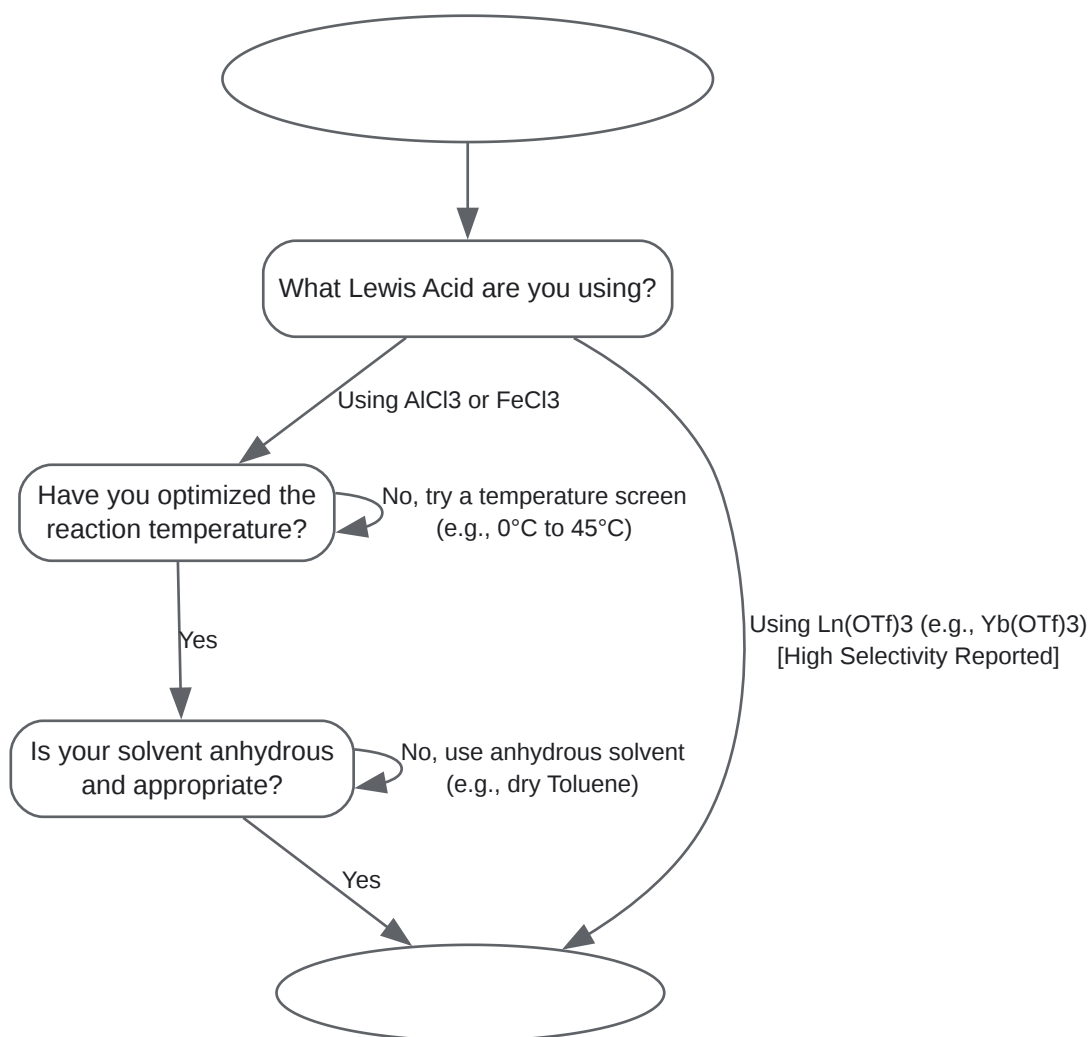 What Lewis Acid are you using?
Using AlCl3 or FeCl3
Have you optimized the
reaction temperature?
No, try a temperature screen
(e.g., 0°C to 45°C)
Using Ln(OTf)3 (e.g., Yb(OTf)3)
[High Selectivity Reported]
Yes
Is your solvent anhydrous
and appropriate?
No, use anhydrous solvent
(e.g., dry Toluene)
Yes